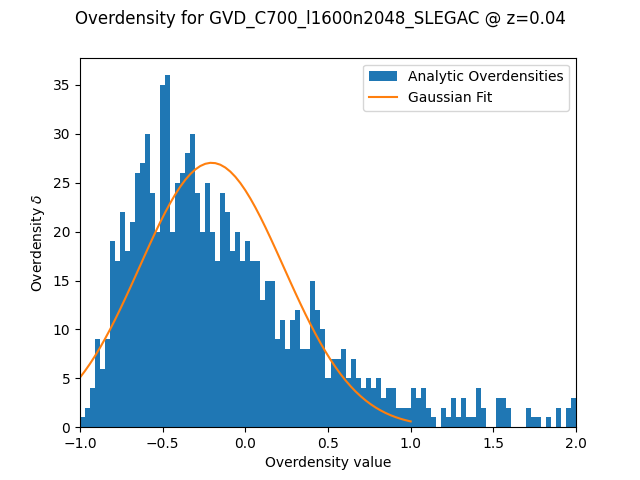 Overdensity for GVD_C700_l1600n2048_SLEGAC @ z=0.04
Analytic Overdensities
Gaussian Fit
Overdensity δ
35
30
25
20
15
10
5
0
−1.0 −0.5 0.0 0.5 1.0 1.5 2.0
Overdensity value